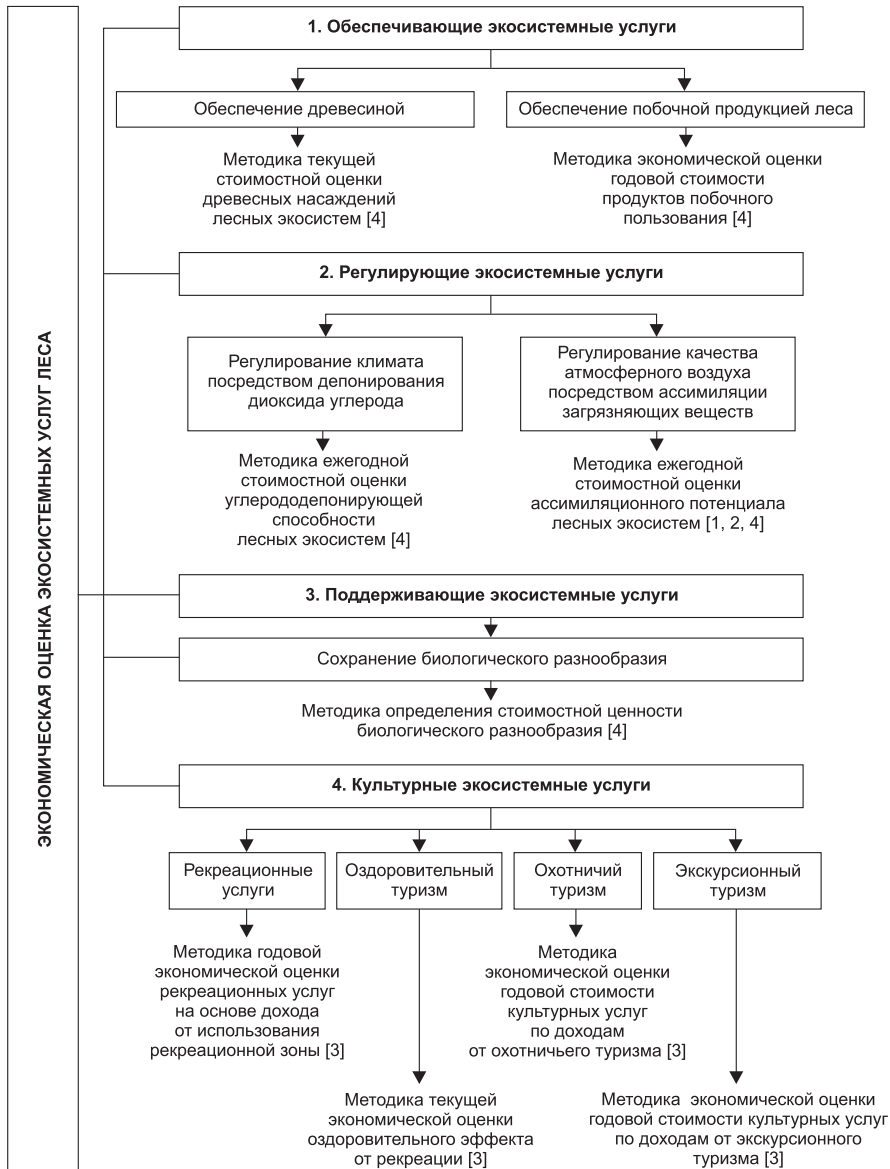 ЭКОНОМИЧЕСКАЯ ОЦЕНКА ЭКОСИСТЕМНЫХ УСЛУГ ЛЕСА
1. Обеспечивающие экосистемные услуги
Обеспечение древесиной
Обеспечение побочной продукцией леса
Методика текущей
стоимостной оценки
древесных насаждений
лесных экосистем [4]
Методика экономической оценки
годовой стоимости
продуктов побочного
пользования [4]
2. Регулирующие экосистемные услуги
Регулирование климата
посредством депонирования
диоксида углерода
Регулирование качества
атмосферного воздуха
посредством ассимиляции
загрязняющих веществ
Методика ежегодной
стоимостной оценки
углерододепонирующей
способности
лесных экосистем [4]
Методика ежегодной
стоимостной оценки
ассимиляционного потенциала
лесных экосистем [1, 2, 4]
3. Поддерживающие экосистемные услуги
Сохранение биологического разнообразия
Методика определения стоимостной ценности
биологического разнообразия [4]
4. Культурные экосистемные услуги
Рекреационные
услуги
Оздоровительный
туризм
Охотничий
туризм
Экскурсионный
туризм
Методика годовой
экономической оценки
рекреационных услуг
на основе дохода
от использования
рекреационной зоны [3]
Методика
экономической оценки
годовой стоимости
культурных услуг
по доходам
от охотничьего туризма [3]
Методика текущей
экономической оценки
оздоровительного эффекта
от рекреации [3]
Методика экономической оценки
годовой стоимости культурных услуг
по доходам от экскурсионного
туризма [3]